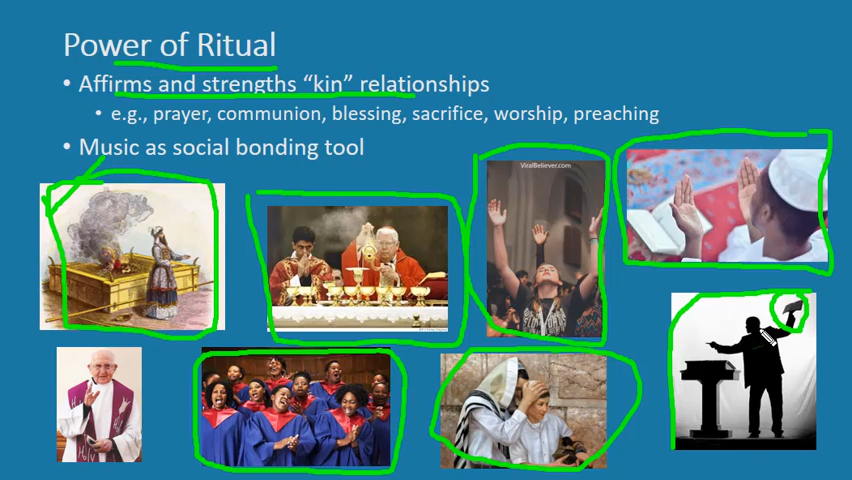 Power of Ritual
• Affirms and strengths “kin” relationships
• e.g., prayer, communion, blessing, sacrifice, worship, preaching
• Music as social bonding tool
ViralBeliever.com